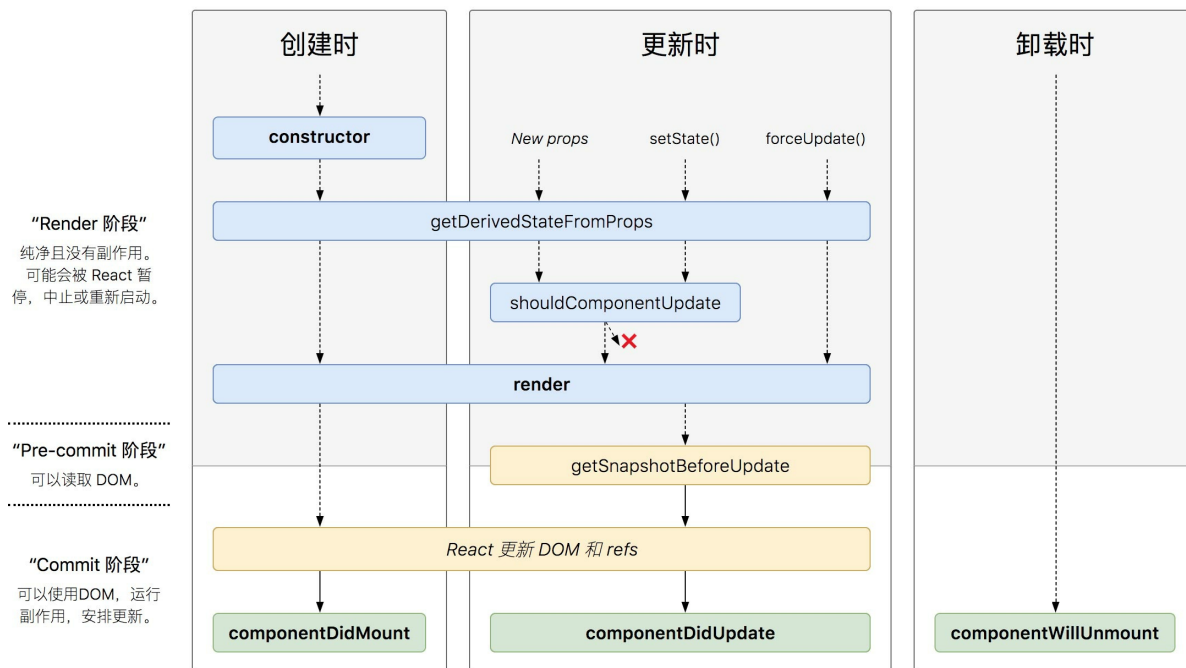 创建时
更新时
卸载时
constructor
New props
setState()
forceUpdate()
getDerivedStateFromProps
“Render 阶段”
纯净且没有副作用。
可能会被 React 暂
停，中止或重新启动。
shouldComponentUpdate
render
“Pre-commit 阶段”
可以读取 DOM。
getSnapshotBeforeUpdate
React 更新 DOM 和 refs
“Commit 阶段”
可以使用DOM，运行
副作用，安排更新。
componentDidMount
componentDidUpdate
componentWillUnmount